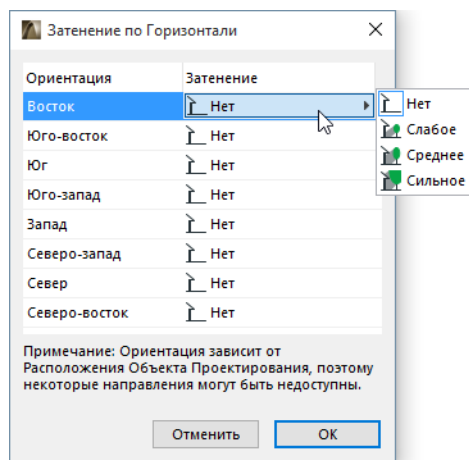 Затенение по Горизонтали
Ориентация Затенение
Восток Нет
Юго-восток Нет
Юг Нет
Юго-запад Нет
Запад Нет
Северо-запад Нет
Север Нет
Северо-восток Нет
Нет
Слабое
Среднее
Сильное
Примечание: Ориентация зависит от
Расположения Объекта Проектирования, поэтому
некоторые направления могут быть недоступны.
Отменить OK